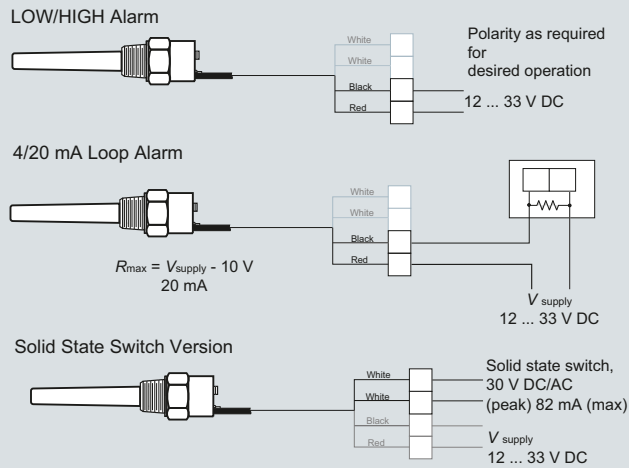 LOW/HIGH Alarm
White
White
Black
Red
Polarity as required
for
desired operation
12 ... 33 V DC
4/20 mA Loop Alarm
White
White
Black
Red
Rmax = Vsupply - 10 V
20 mA
V supply
12 ... 33 V DC
Solid State Switch Version
White
White
Black
Red
Solid state switch,
30 V DC/AC
(peak) 82 mA (max)
V supply
12 ... 33 V DC